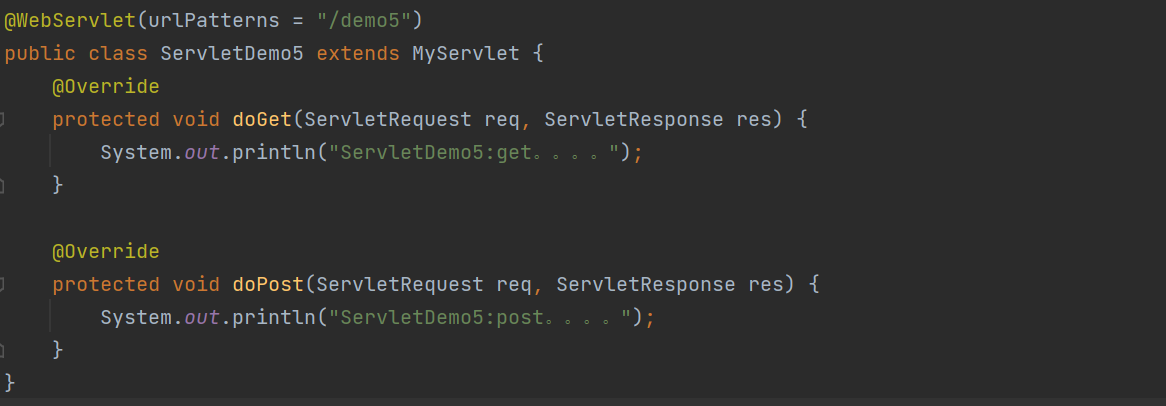 @WebServlet(urlPatterns = "/demo5")
public class ServletDemo5 extends MyServlet {
@Override
protected void doGet(ServletRequest req, ServletResponse res) {
System.out.println("ServletDemo5:get。。。。");
}
@Override
protected void doPost(ServletRequest req, ServletResponse res) {
System.out.println("ServletDemo5:post。。。。");
}
}